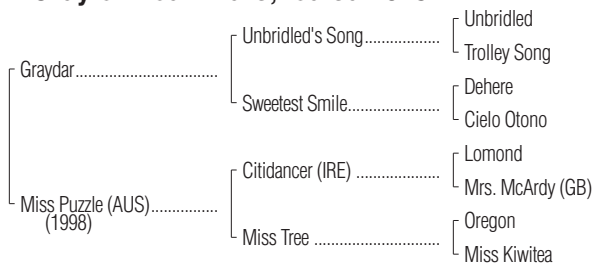 Unbridled
Unbridled's Song
Trolley Song
Graydar
Dehere
Sweetest Smile
Cielo Otono
Lomond
Citidancer (IRE)
Mrs. McArdy (GB)
Miss Puzzle (AUS)
(1998)
Oregon
Miss Tree
Miss Kiwitea